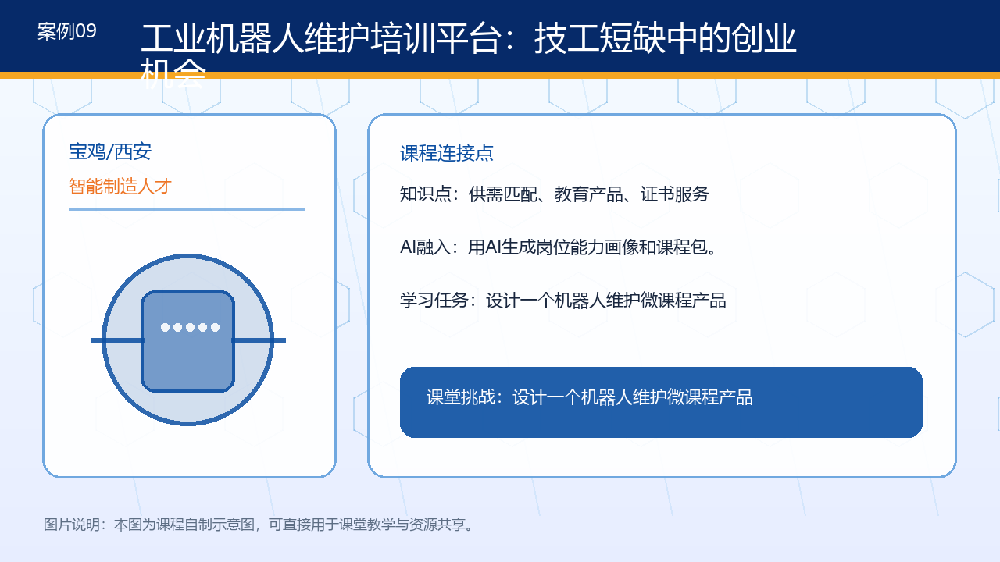 案例09
工业机器人维护培训平台：技工短缺中的创业
机会
宝鸡/西安
智能制造人才
课程连接点
知识点：供需匹配、教育产品、证书服务
AI融入：用AI生成岗位能力画像和课程包。
学习任务：设计一个机器人维护微课程产品
课堂挑战：设计一个机器人维护微课程产品
图片说明：本图为课程自制示意图，可直接用于课堂教学与资源共享。